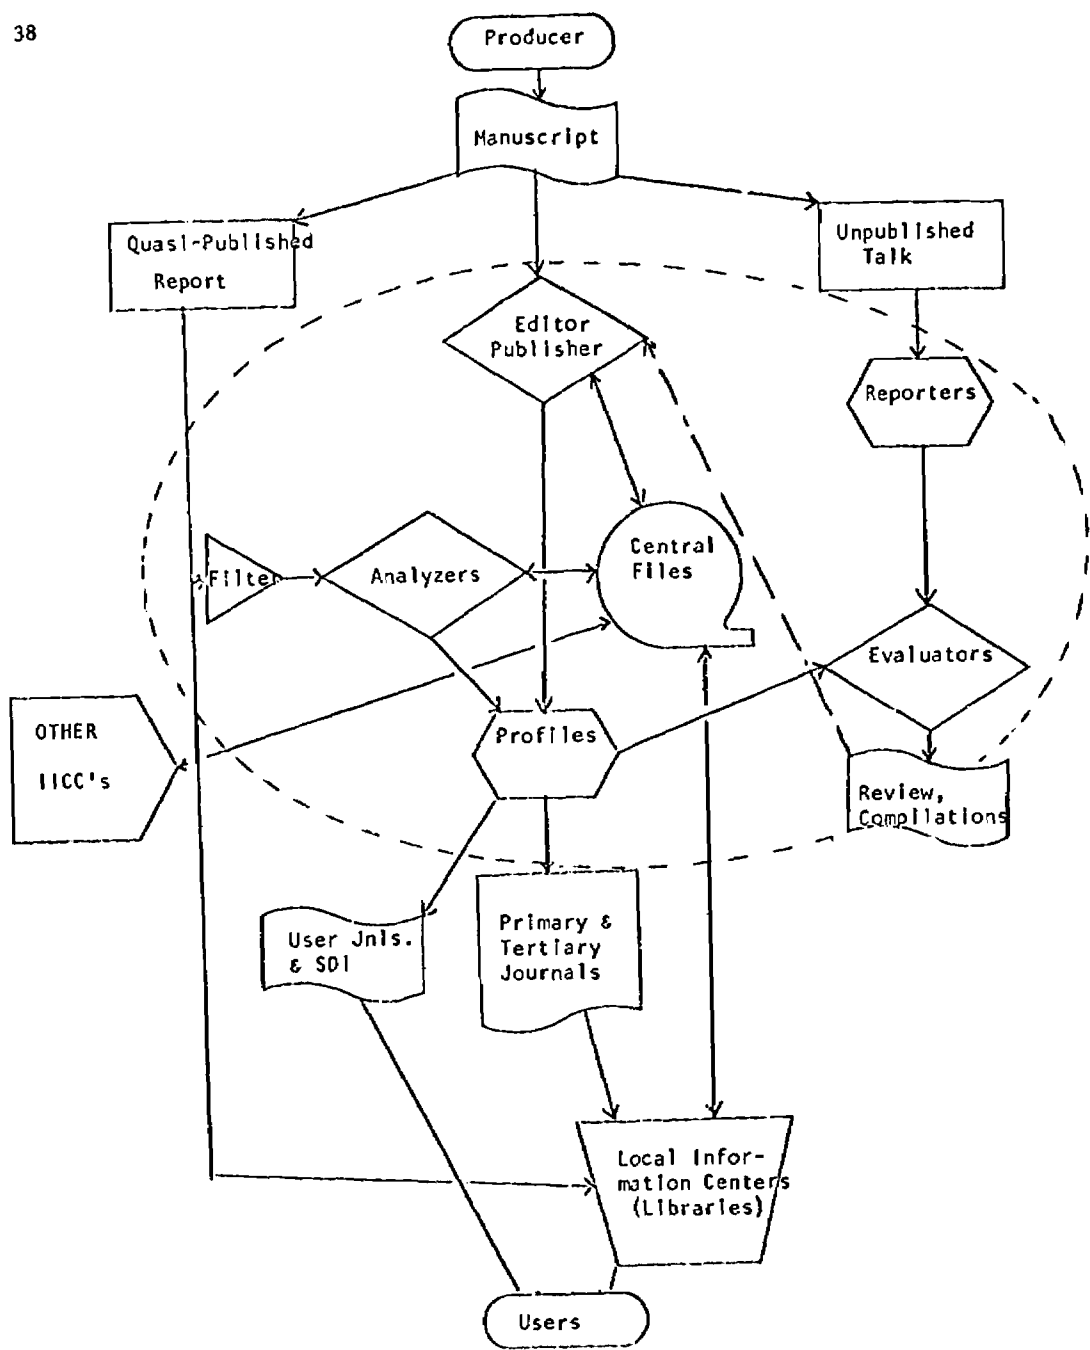 38
Producer
Manuscript
Quasi-Published
Report
Unpublished
Talk
Editor
Publisher
Reporters
Central
Files
Filter
Analyzers
Evaluators
OTHER
IICC's
Profiles
Review,
Compilations
User Jnls.
& SDI
Primary &
Tertiary
Journals
Local Infor-
mation Centers
(Libraries)
Users